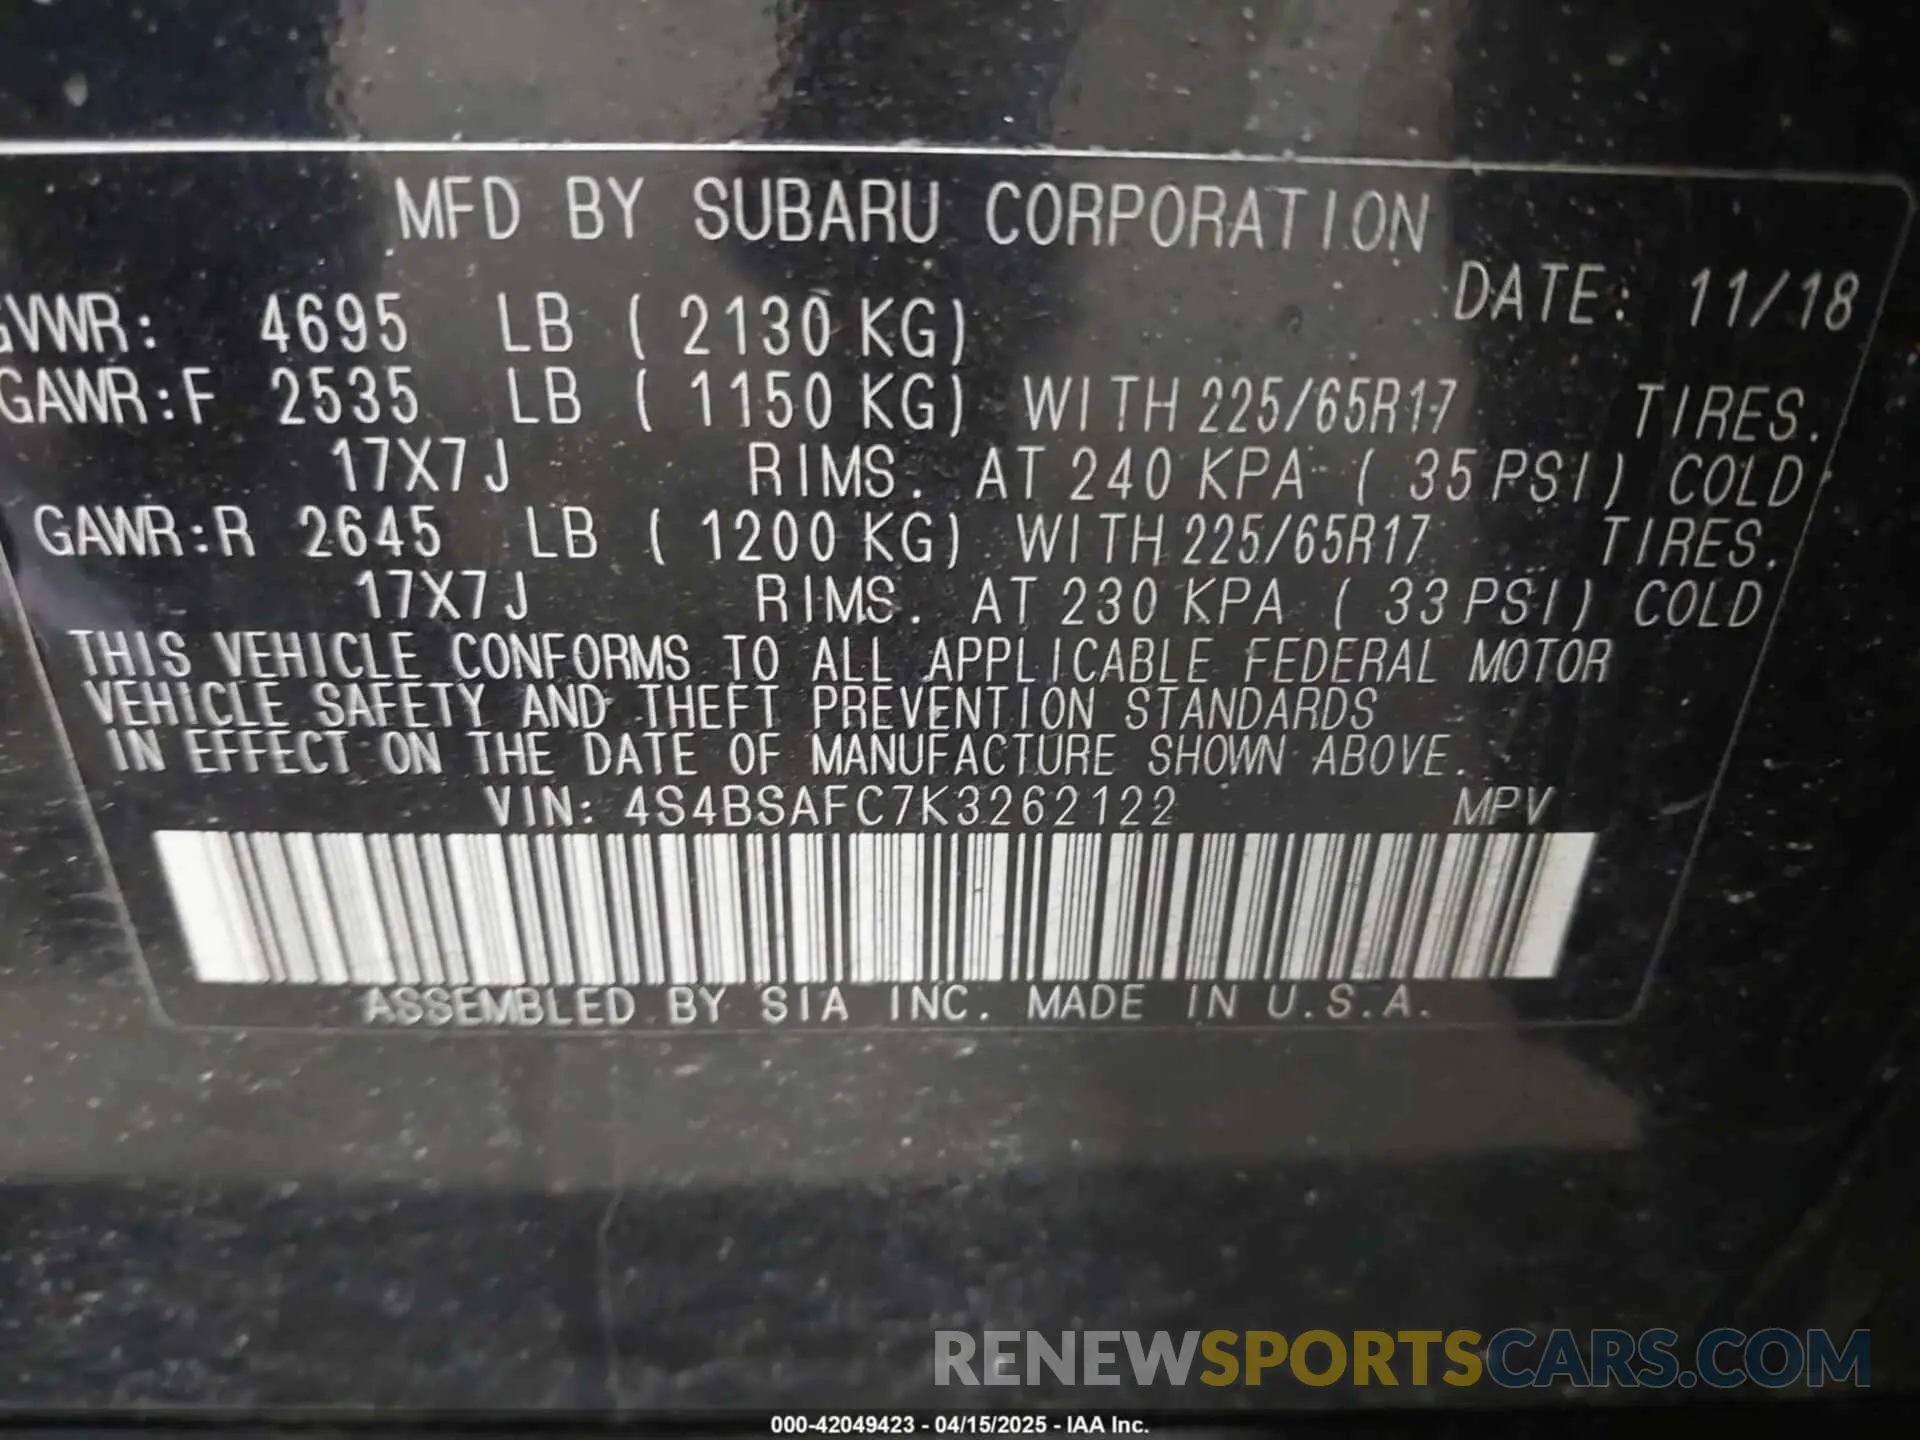 MFD BY SUBARU CORPORATION
DATE: 11/18
GVWR: 4695 LB ( 2130 KG)
GAWR:F 2535 LB ( 1150 KG) WITH 225/65R17 TIRES.
17X7J RIMS. AT 240 KPA ( 35 PSI) COLD
GAWR:R 2645 LB ( 1200 KG) WITH 225/65R17 TIRES.
17X7J RIMS. AT 230 KPA ( 33 PSI) COLD
THIS VEHICLE CONFORMS TO ALL APPLICABLE FEDERAL MOTOR
VEHICLE SAFETY AND THEFT PREVENTION STANDARDS
IN EFFECT ON THE DATE OF MANUFACTURE SHOWN ABOVE.
VIN: 4S4BSAFC7K3262122 MPV
ASSEMBLED BY SIA INC. MADE IN U.S.A.
RENEWSPORTSCARS.COM
000-42049423 - 04/15/2025 - IAA Inc.